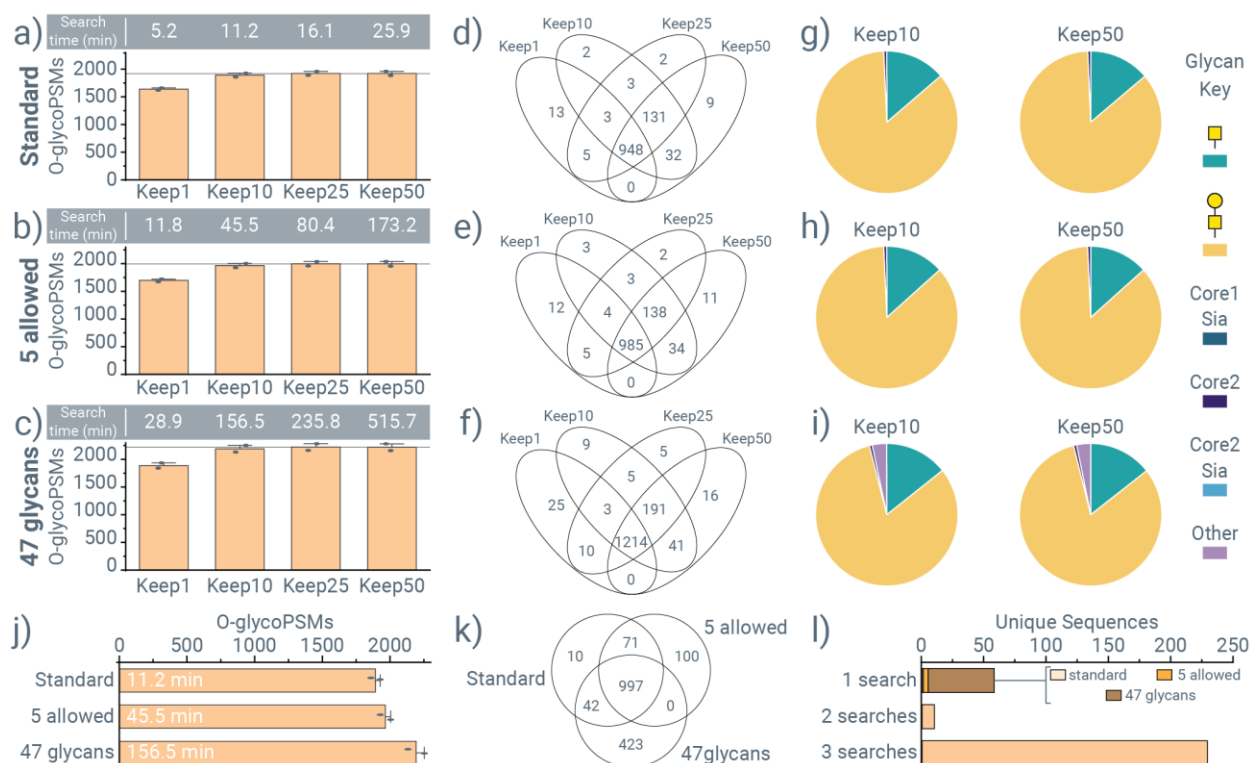 a)
Search time (min) 5.2 11.2 16.1 25.9
Standard
O-glycoPSMs
2000
1500
1000
500
0
Keep1 Keep10 Keep25 Keep50
b)
Search time (min) 11.8 45.5 80.4 173.2
5 allowed
O-glycoPSMs
2000
1500
1000
500
0
Keep1 Keep10 Keep25 Keep50
c)
Search time (min) 28.9 156.5 235.8 515.7
47 glycans
O-glycoPSMs
2000
1500
1000
500
0
Keep1 Keep10 Keep25 Keep50
d)
Keep10 Keep25
Keep1 Keep50
2 2
3
13 3 131 9
948
5 32
0
e)
Keep10 Keep25
Keep1 Keep50
3 2
3
12 4 138 11
985
5 34
0
f)
Keep10 Keep25
Keep1 Keep50
9 5
5
25 3 191 16
1214
10 41
0
g)
Keep10 Keep50
h)
Keep10 Keep50
i)
Keep10 Keep50
Glycan
Key
Core1
Sia
Core2
Core2
Sia
Other
j)
O-glycoPSMs
0 500 1000 1500 2000
Standard 11.2 min
5 allowed 45.5 min
47 glycans 156.5 min
k)
5 allowed
Standard
71
10 100
997
42 0
423
47glycans
l)
Unique Sequences
0 50 100 150 200 250
1 search
standard 5 allowed
47 glycans
2 searches
3 searches